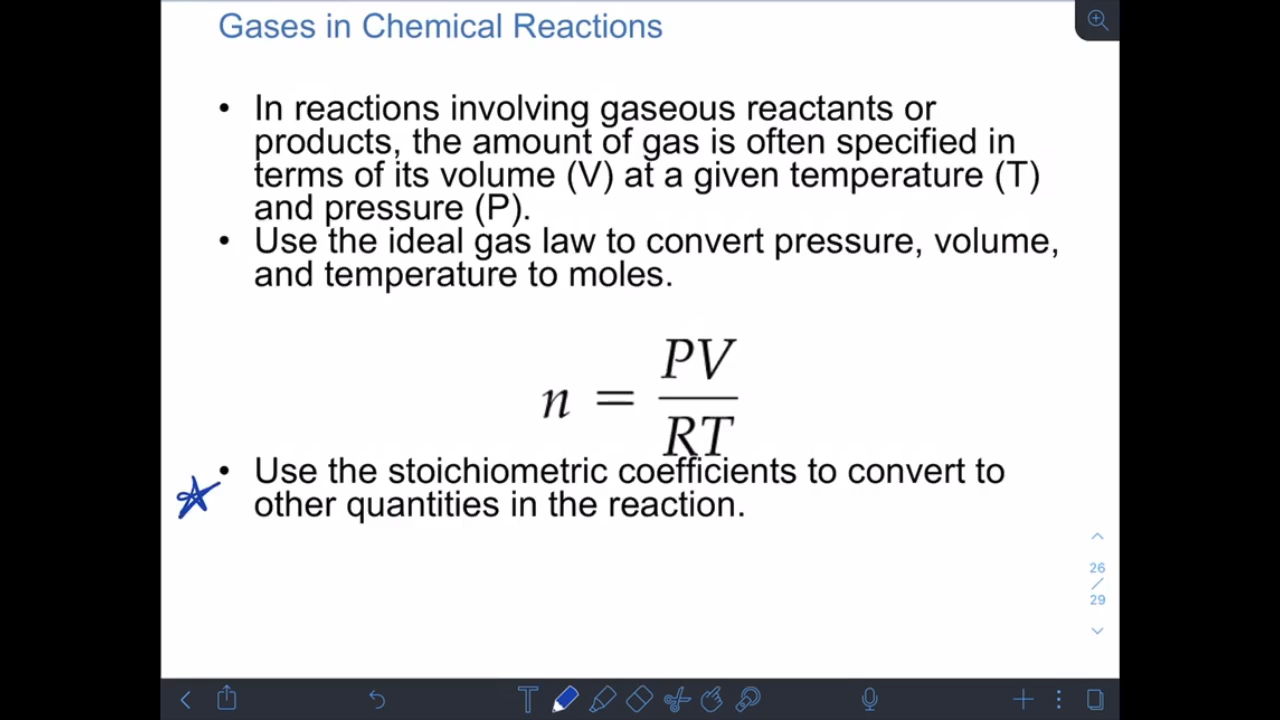 Gases in Chemical Reactions
• In reactions involving gaseous reactants or
products, the amount of gas is often specified in
terms of its volume (V) at a given temperature (T)
and pressure (P).
• Use the ideal gas law to convert pressure, volume,
and temperature to moles.
n = PV / RT
• Use the stoichiometric coefficients to convert to
other quantities in the reaction.
26
/
29